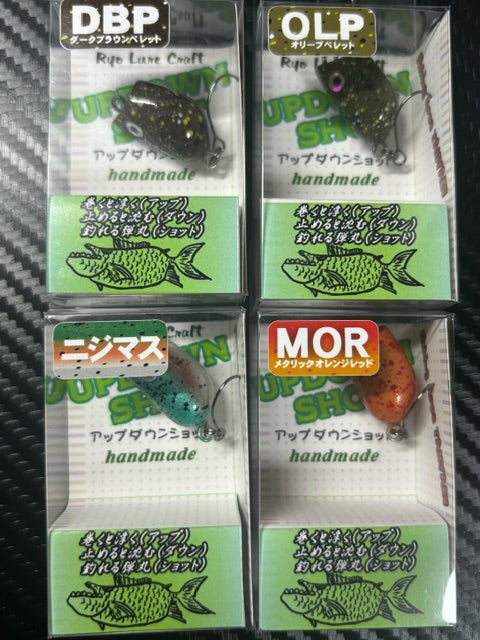 DBP
ダークブラウンペレット
Ryo Lure Craft
UPDOWN
SHO
アップダウンショッ
handmade
巻くと浮く(アップ)
止めると沈む(ダウン)
釣れる弾丸(ショット)
OLP
オリーブペレット
Ryo
Craft
UPDOWN
SHO
アップダウンショッ
handmade
巻くと浮く(アップ)
止めると沈む(ダウン)
釣れる弾丸(ショット)
ニジマス
Craft
UPDOWN
SHO
アップダウンショッ
handmade
巻くと浮く(アップ)
止めると沈む(ダウン)
釣れる弾丸(ショット)
MOR
メタリックオレンジレッド
UPDOWN
SHO
アップダウンショッ
handmade
巻くと浮く(アップ)
止めると沈む(ダウン)
釣れる弾丸(ショット)